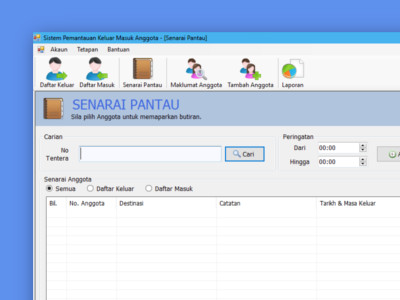 Sistem Pemantauan Keluar Masuk Anggota - [Senarai Pantau]
Akaun Tetapan Bantuan
Daftar Keluar Daftar Masuk Senarai Pantau Maklumat Anggota Tambah Anggota Laporan
SENARAI PANTAU
Sila pilih Anggota untuk memaparkan butiran.
Carian Peringatan
No Tentera Cari Dari 00:00
Hingga 00:00
Senarai Anggota
Semua Daftar Keluar Daftar Masuk
Bil. No. Anggota Destinasi Catatan Tarikh & Masa Keluar